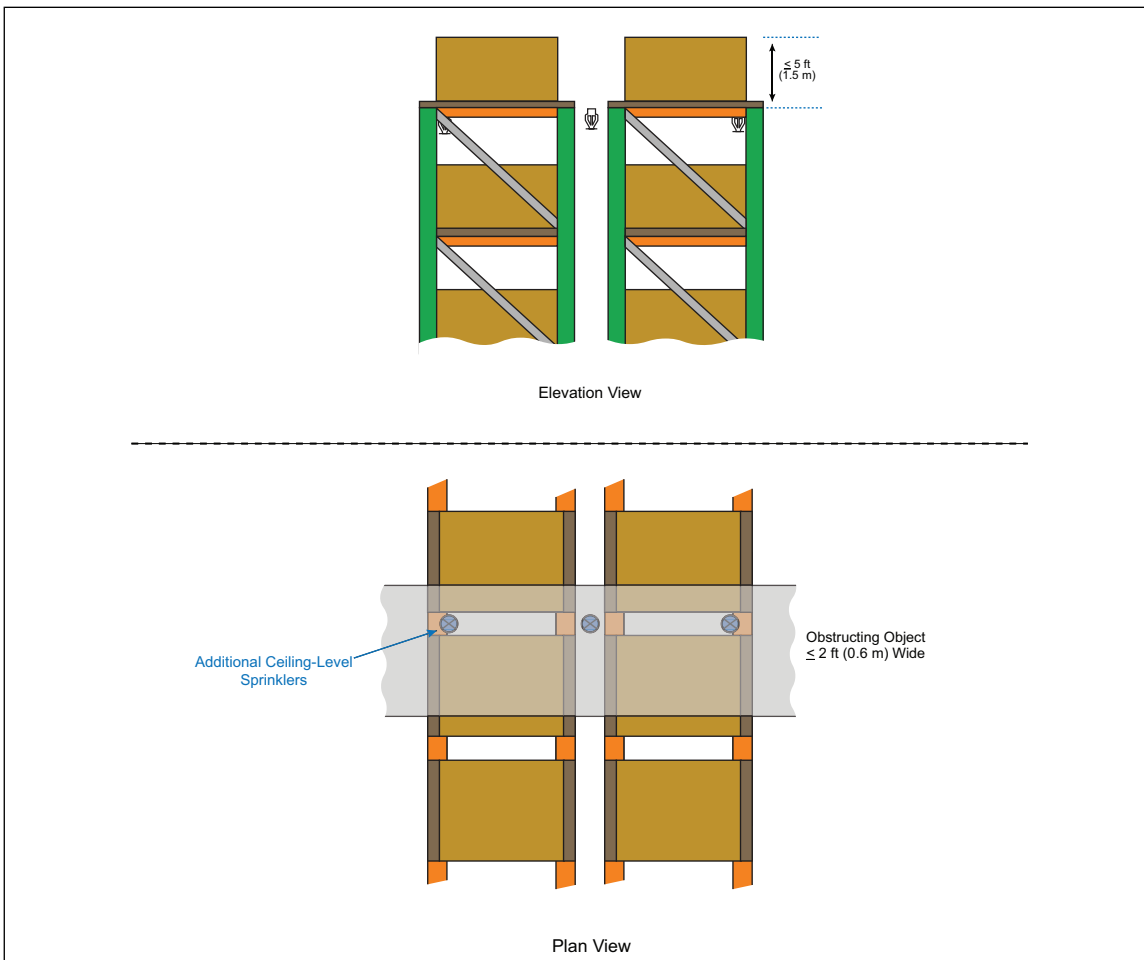 ≤ 5 ft
(1.5 m)
Elevation View
Additional Ceiling-Level
Sprinklers
Obstructing Object
≤ 2 ft (0.6 m) Wide
Plan View